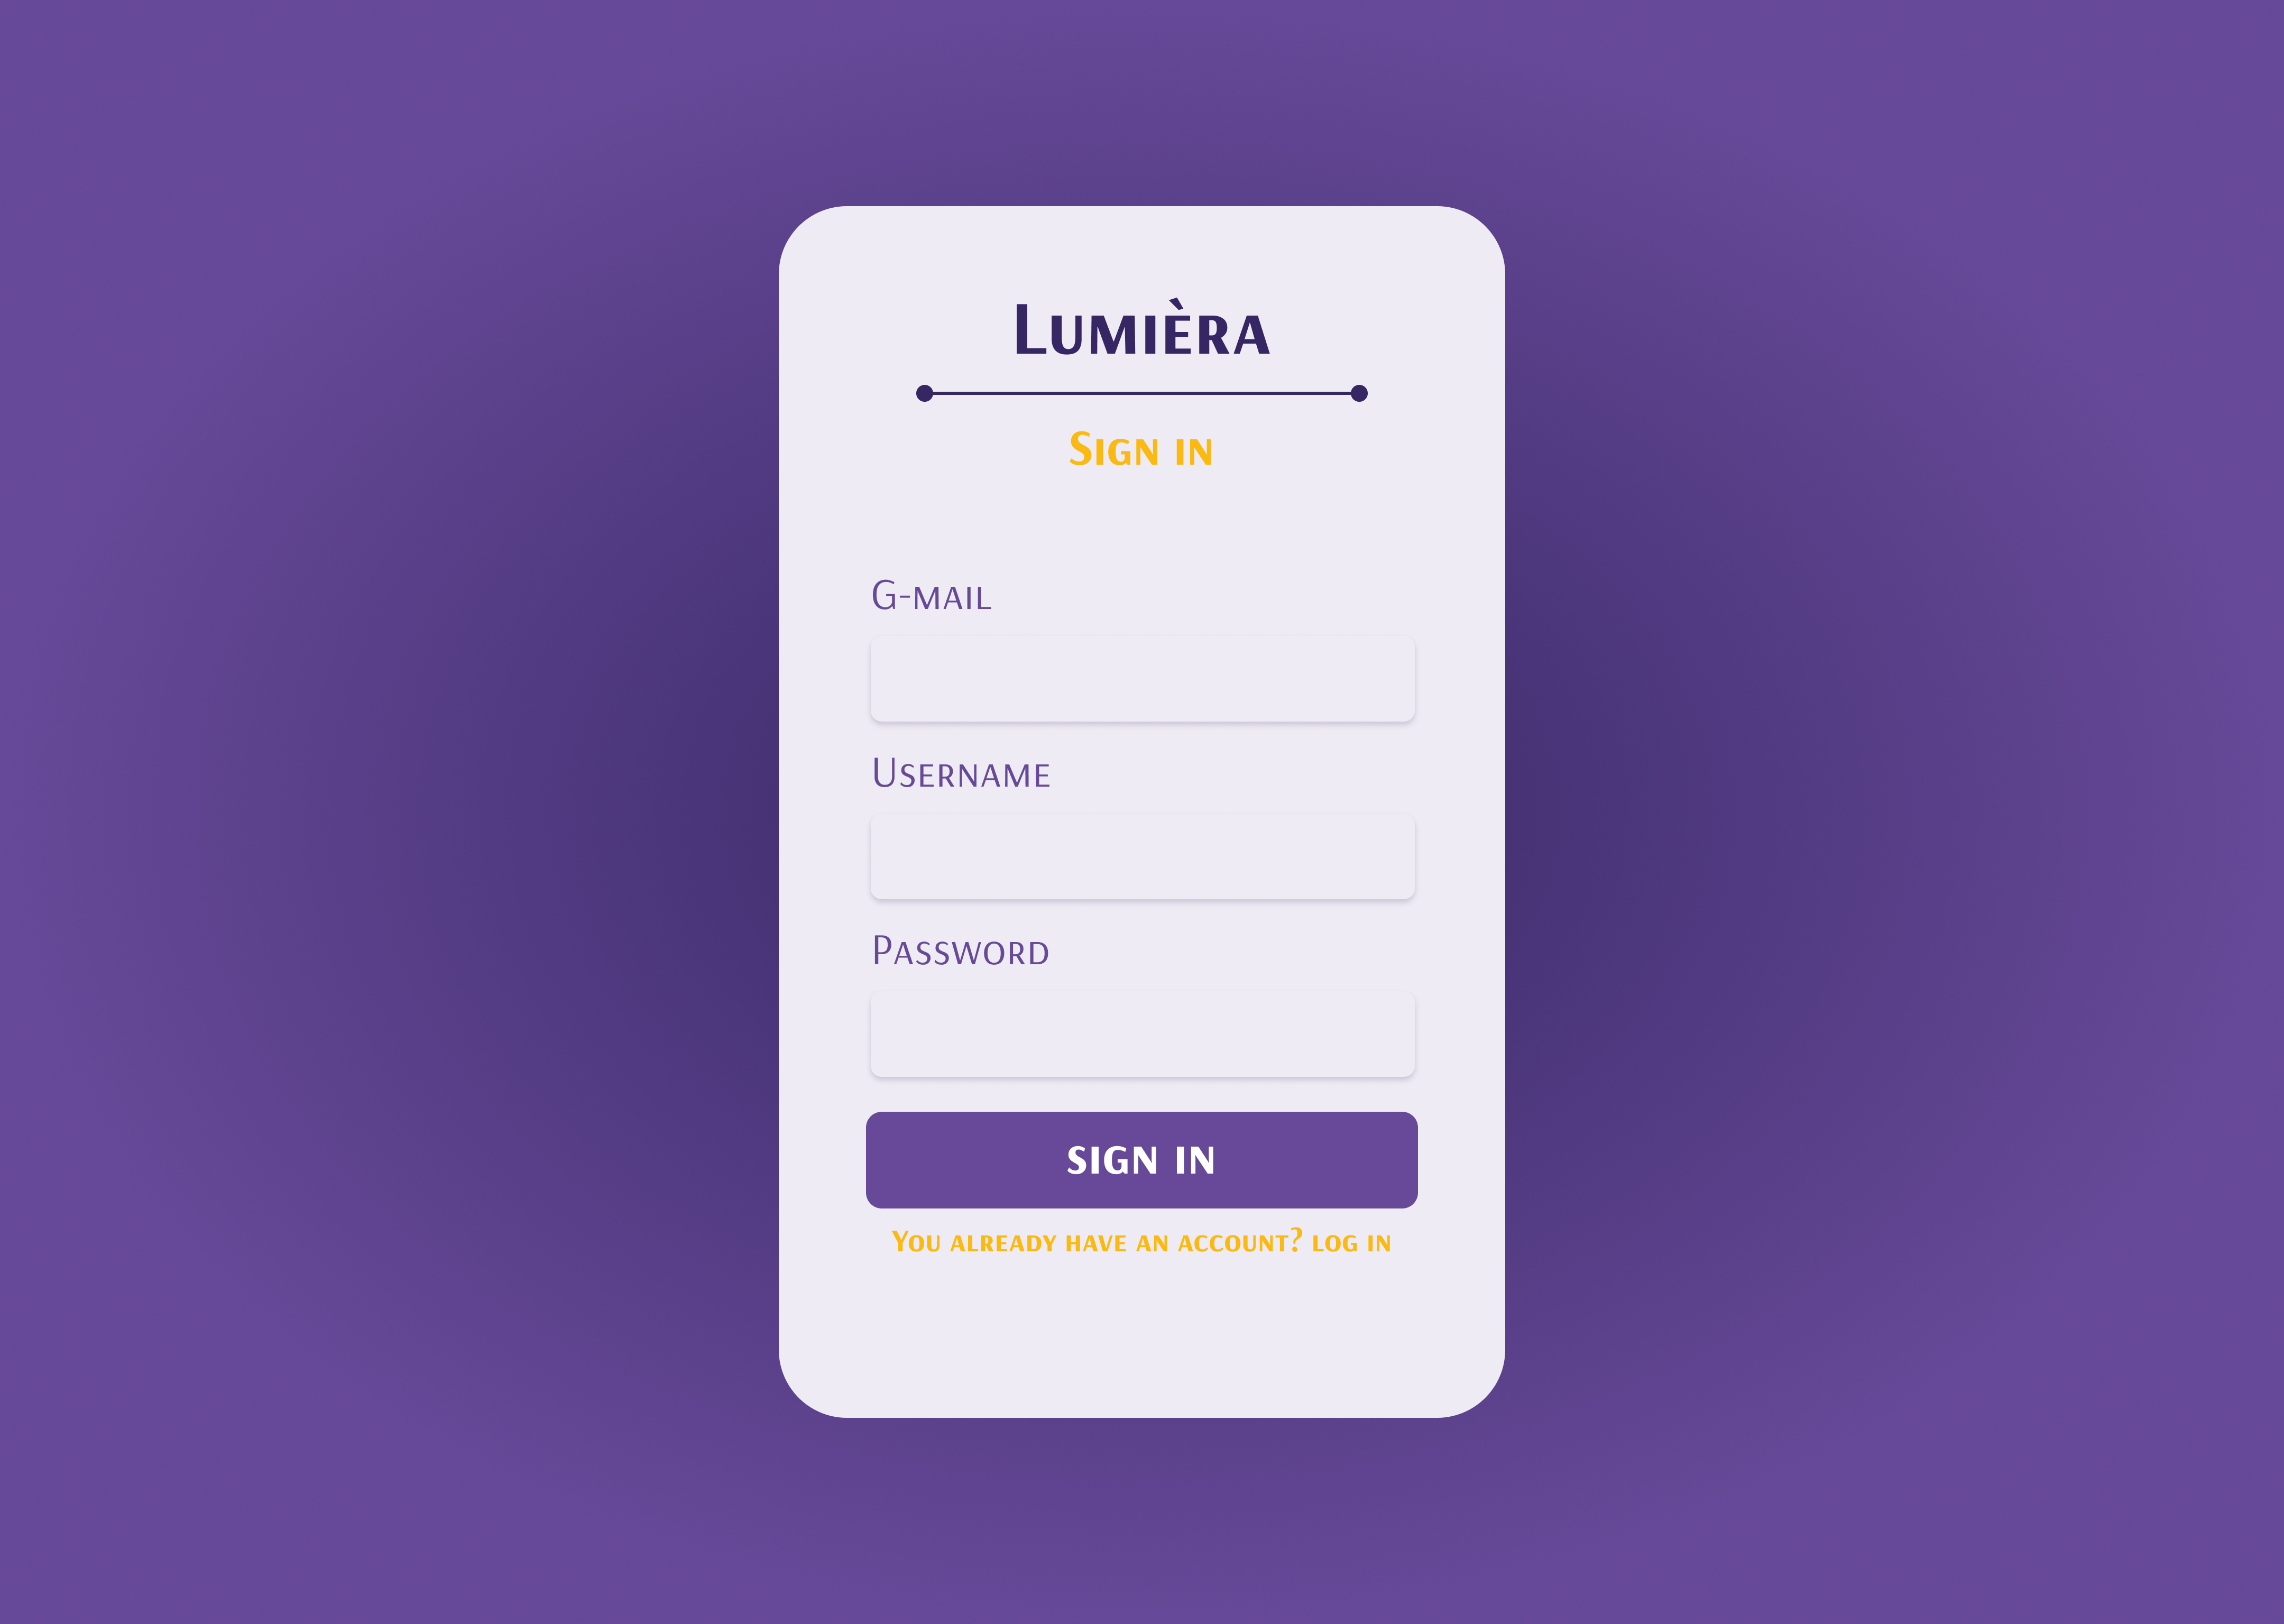 Lumièra
Sign in
G-mail
Username
Password
sign in
You already have an account? log in